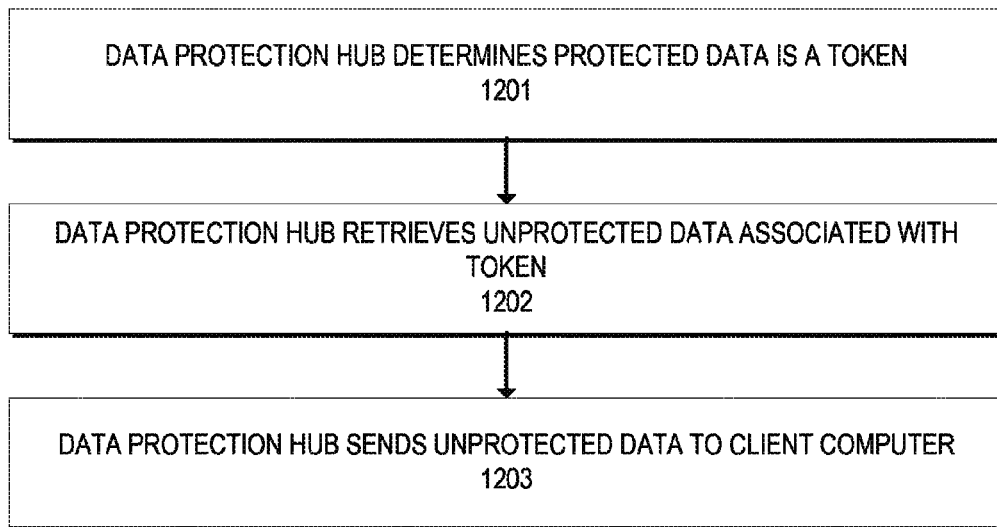 DATA PROTECTION HUB DETERMINES PROTECTED DATA IS A TOKEN
1201
DATA PROTECTION HUB RETRIEVES UNPROTECTED DATA ASSOCIATED WITH
TOKEN
1202
DATA PROTECTION HUB SENDS UNPROTECTED DATA TO CLIENT COMPUTER
1203